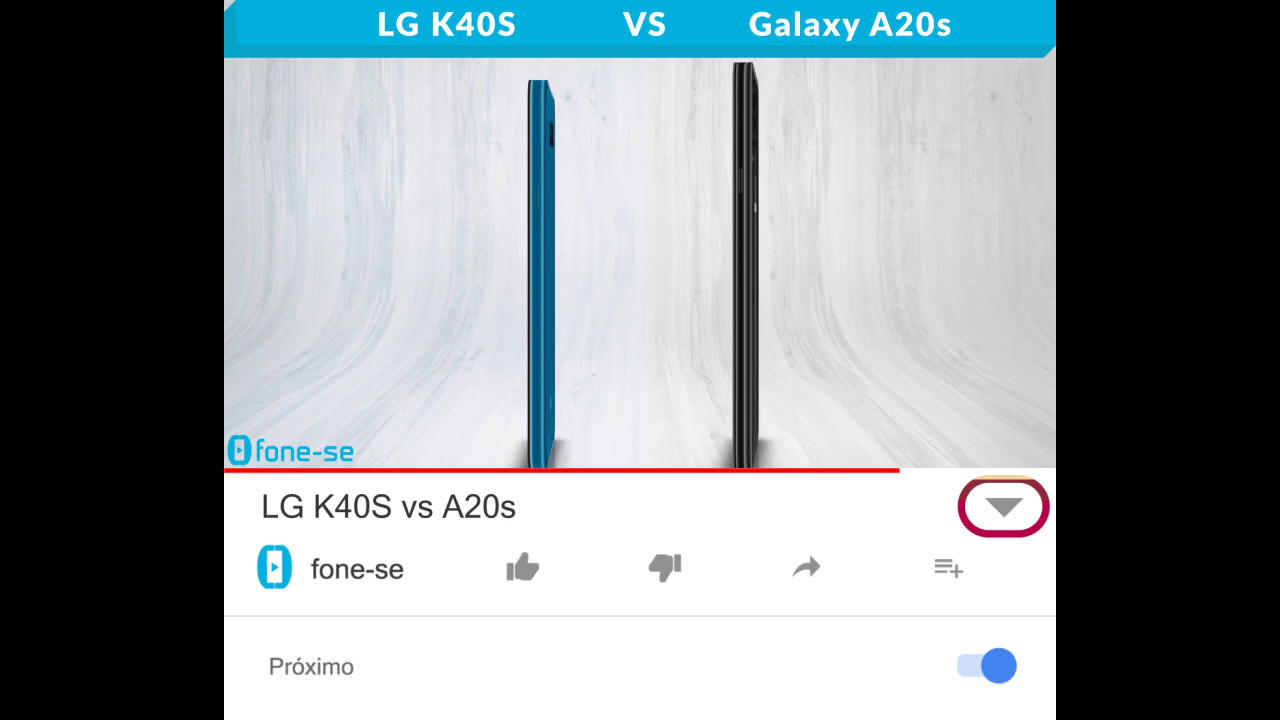 LG K40S VS Galaxy A20s
fone-se
LG K40S vs A20s
fone-se
Próximo